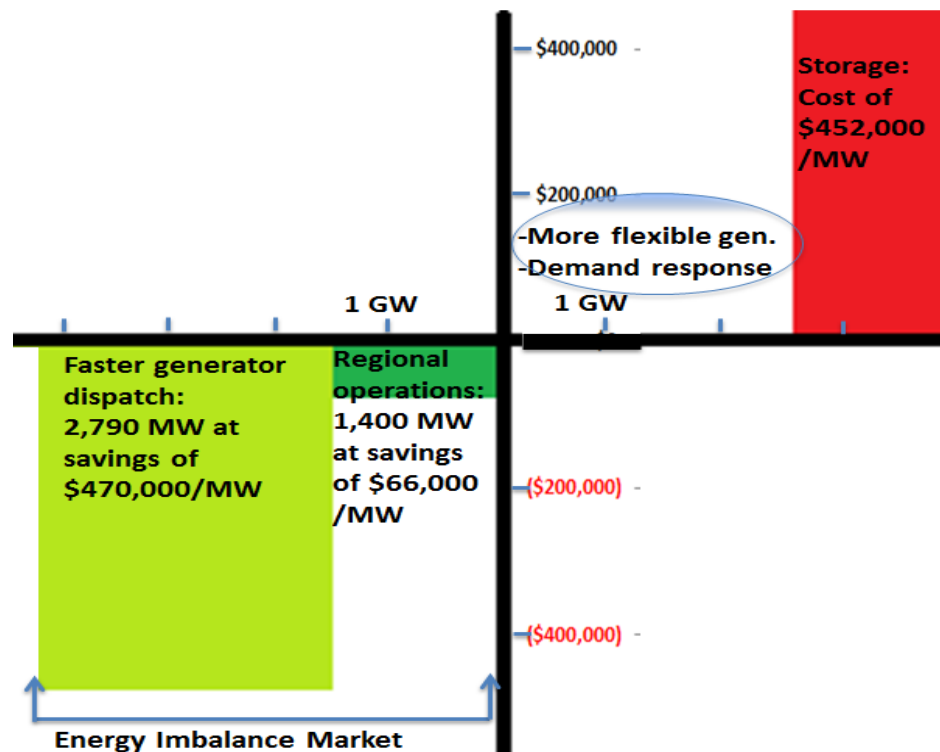 $400,000
Storage:
Cost of
$452,000
/MW
$200,000
-More flexible gen.
-Demand response
1 GW
1 GW
Faster generator
dispatch:
2,790 MW at
savings of
$470,000/MW
Regional
operations:
1,400 MW
at savings
of $66,000
/MW
($200,000)
($400,000)
Energy Imbalance Market